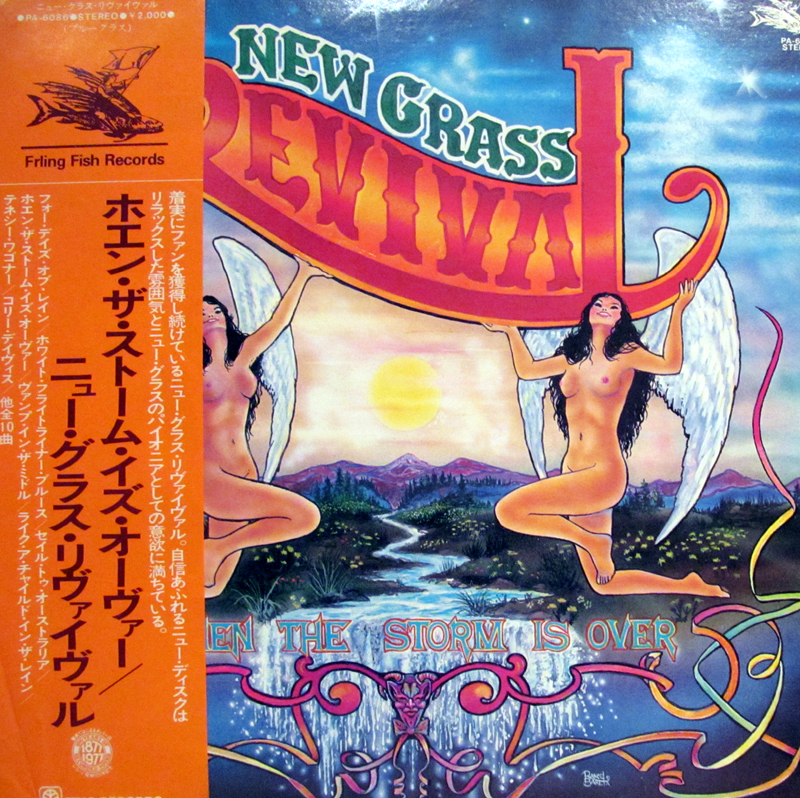 ニュー・グラス・リヴァイヴァル
●PA-6086●STEREO●¥2,000●
(ブルーグラス)
Frling Fish Records
着実にファンを獲得し続けているニュー・グラス・リヴァイヴァル。自信あふれるニュー・ディスクは
リラックスした雰囲気とニュー・グラスのパイオニアとしての意欲に満ちている。
ホエン・ザ・ストーム・イズ・オーヴァー/
ニュー・グラス・リヴァイヴァル
フォー・デイズ・オブ・レイン/ホワイト・フライトライナー・ブルース/セイル・トゥ・オーストラリア
ホエン・ザ・ストーム・イズ・オーヴァー/ヴァンプ・イン・ザ・ミドル/ライク・ア・チャイルド・イン・ザ・レイン/
テネシー・ワゴナー/コリー・デイヴィス/他全10曲
1877
1977
NEW GRASS
REVIVAL
WHEN THE STORM IS OVER